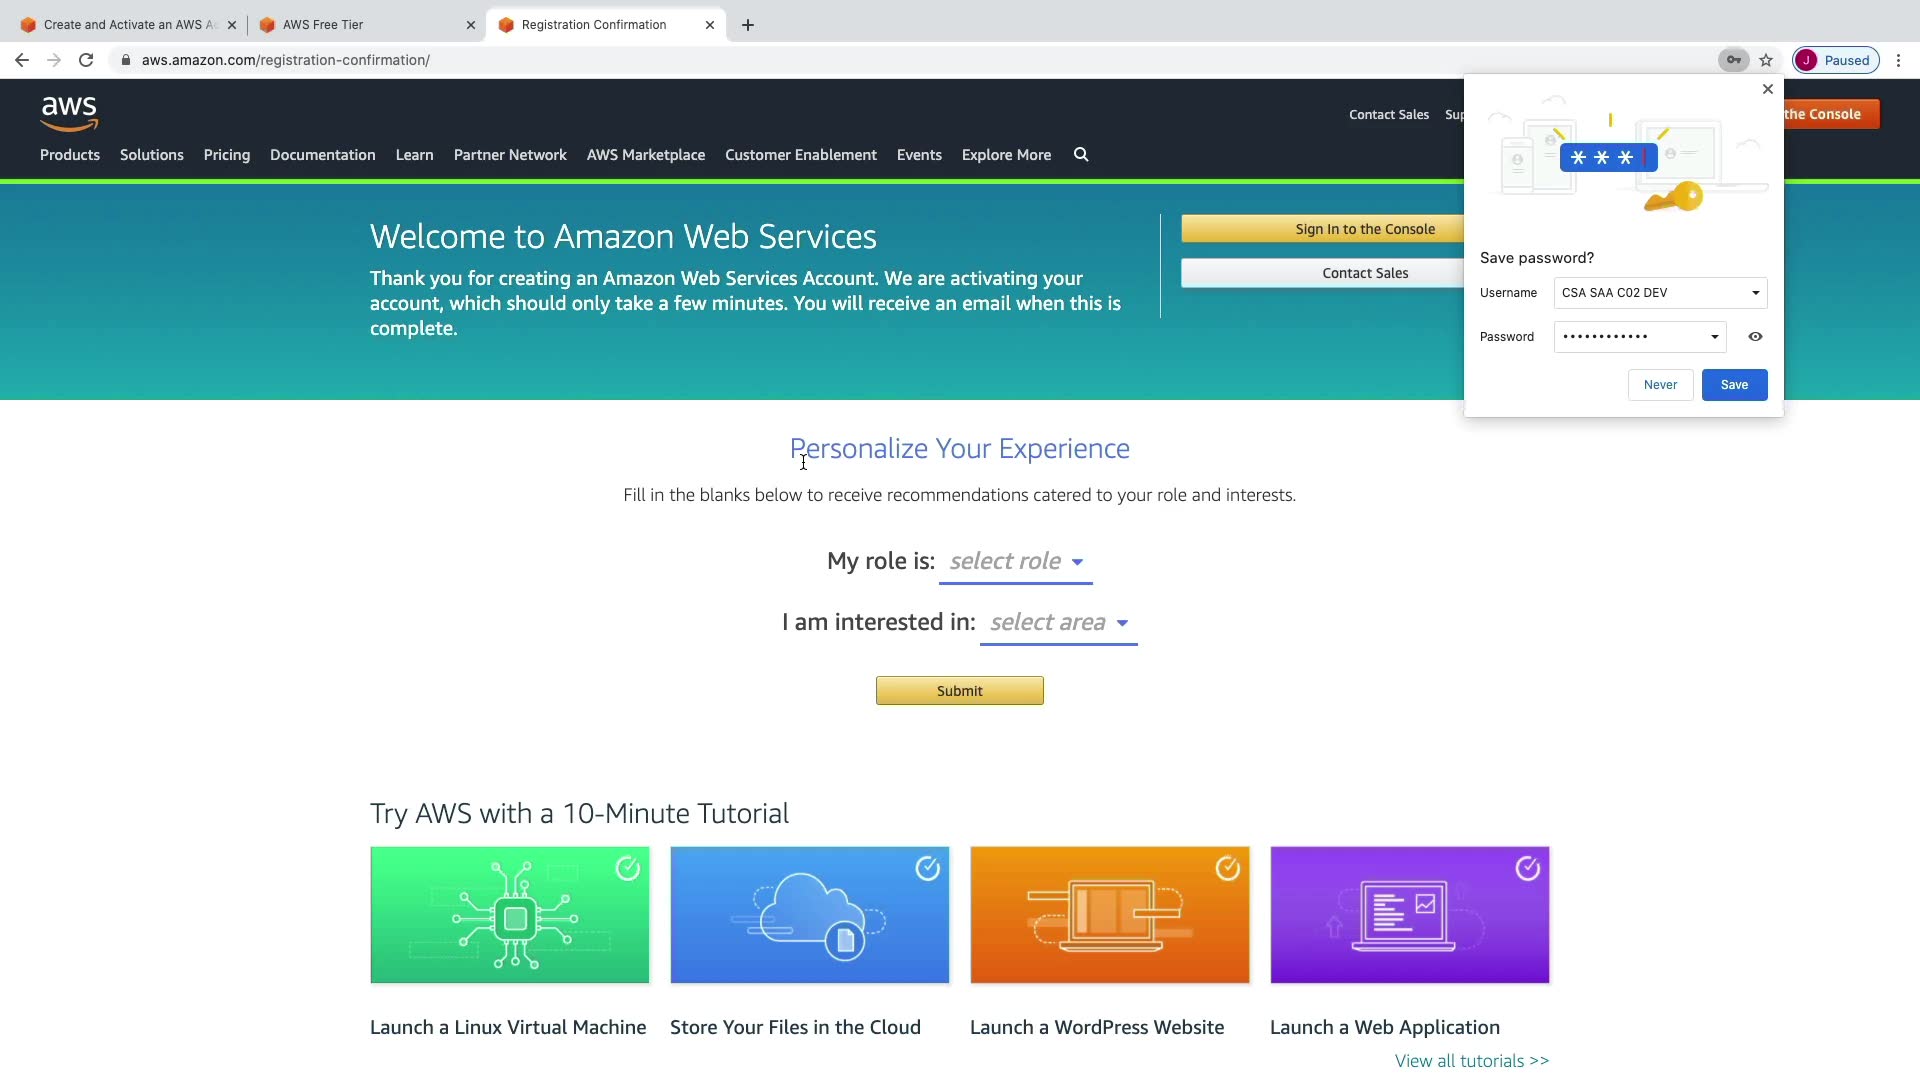 Create and Activate an AWS Ac
AWS Free Tier
Registration Confirmation
aws.amazon.com/registration-confirmation/
J Paused
aws
Contact Sales Sup the Console
Products Solutions Pricing Documentation Learn Partner Network AWS Marketplace Customer Enablement Events Explore More
Welcome to Amazon Web Services
Thank you for creating an Amazon Web Services Account. We are activating your
account, which should only take a few minutes. You will receive an email when this is
complete.
Sign In to the Console
Contact Sales
* * *
Save password?
Username CSA SAA C02 DEV
Password ••••••••••••
Never Save
Personalize Your Experience
Fill in the blanks below to receive recommendations catered to your role and interests.
My role is: select role
I am interested in: select area
Submit
Try AWS with a 10-Minute Tutorial
Launch a Linux Virtual Machine
Store Your Files in the Cloud
Launch a WordPress Website
Launch a Web Application
View all tutorials >>